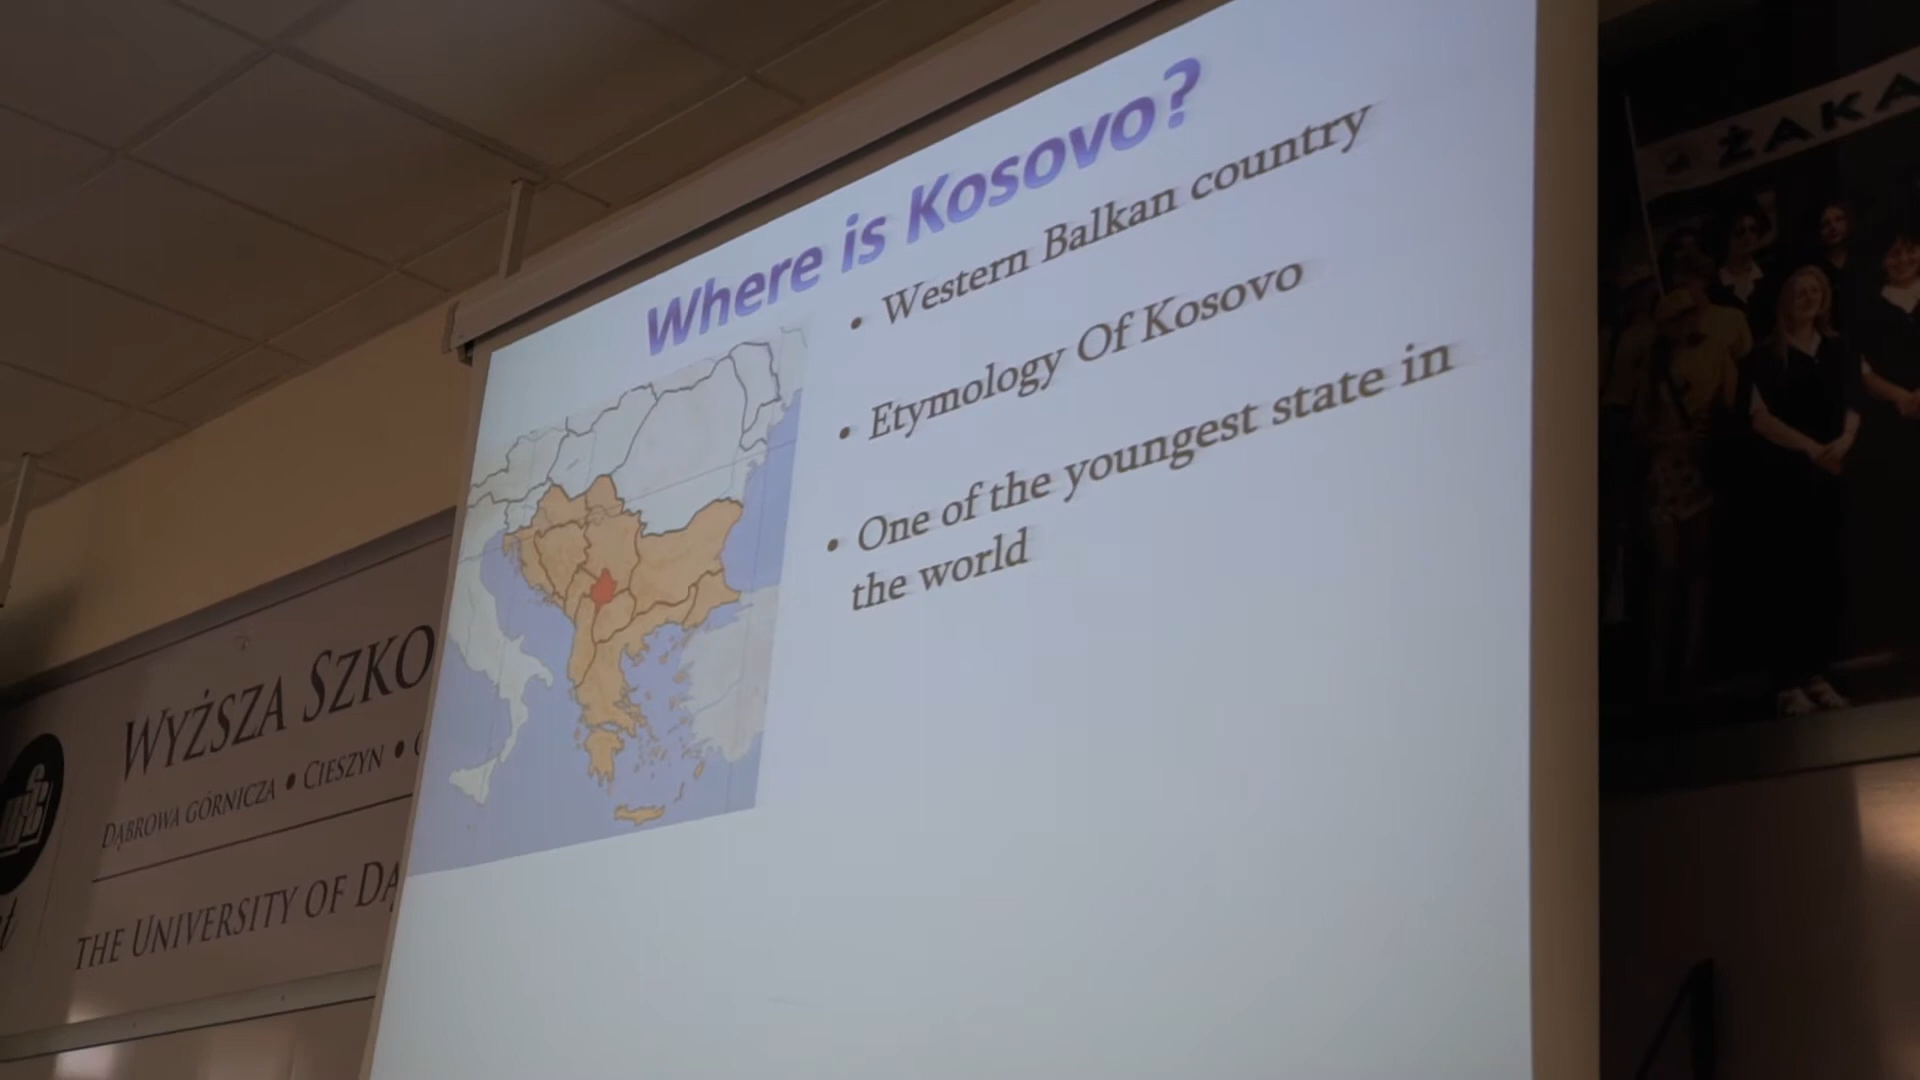 Where is Kosovo?
• Western Balkan country
• Etymology Of Kosovo
• One of the youngest state in
the world
WYŻSZA SZKO
DĄBROWA GÓRNICZA • CIESZYN •
THE UNIVERSITY OF DĄ
ŻAKA